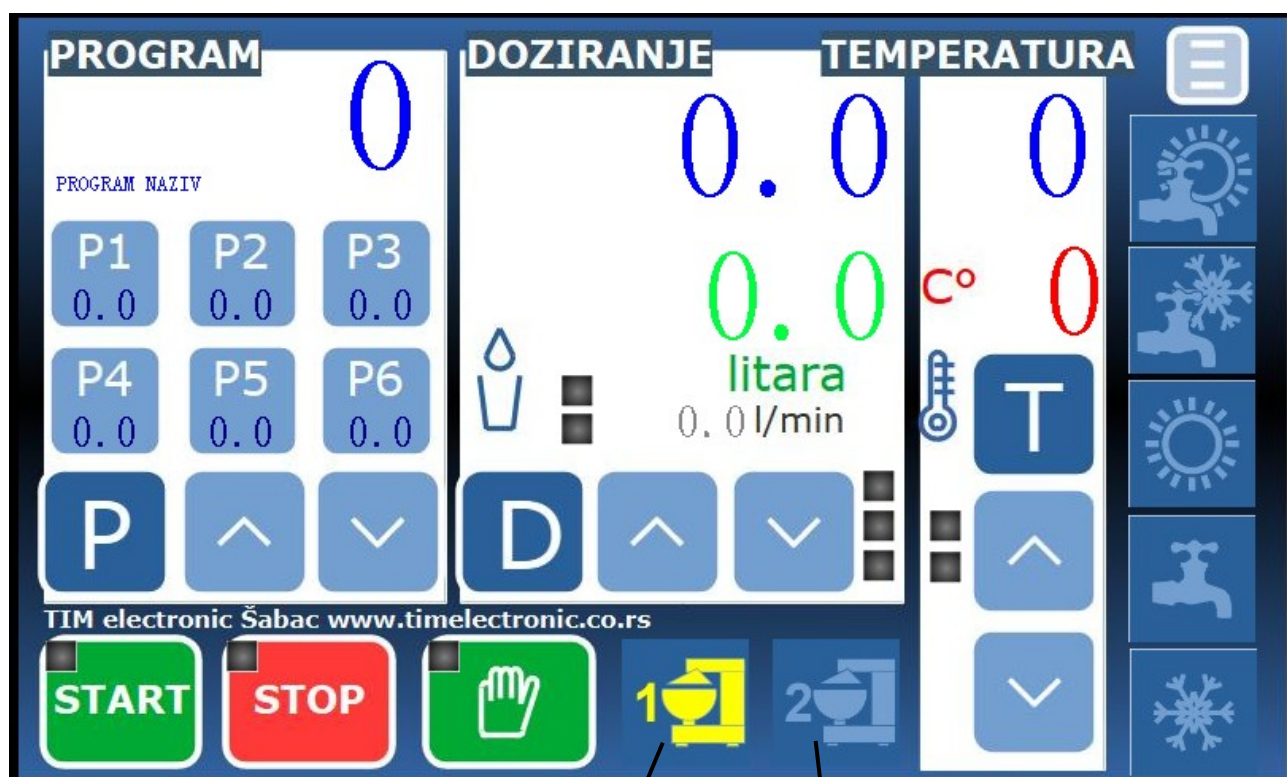 PROGRAM
0
PROGRAM NAZIV
P1 P2 P3
0.0 0.0 0.0
P4 P5 P6
0.0 0.0 0.0
P
DOZIRANJE
0.0
0.0
litara
0.0 l/min
D
TEMPERATURA
0
C° 0
T
TIM electronic Šabac www.timelectronic.co.rs
START STOP 1 2